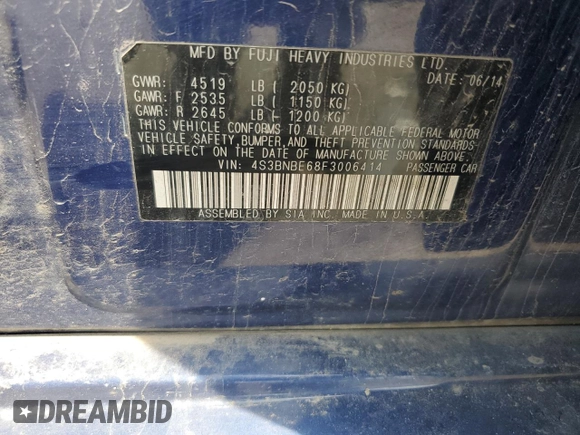 MFD BY FUJI HEAVY INDUSTRIES LTD.
DATE: 06/14
GVWR: 4519 LB ( 2050 KG)
GAWR: F 2535 LB ( 1150 KG)
GAWR: R 2645 LB ( 1200 KG)
THIS VEHICLE CONFORMS TO ALL APPLICABLE FEDERAL MOTOR
VEHICLE SAFETY, BUMPER, AND THEFT PREVENTION STANDARDS
IN EFFECT ON THE DATE OF MANUFACTURE SHOWN ABOVE.
VIN: 4S3BNBE68F3006414 PASSENGER CAR
ASSEMBLED BY SIA INC. MADE IN U.S.A.
DREAMBID